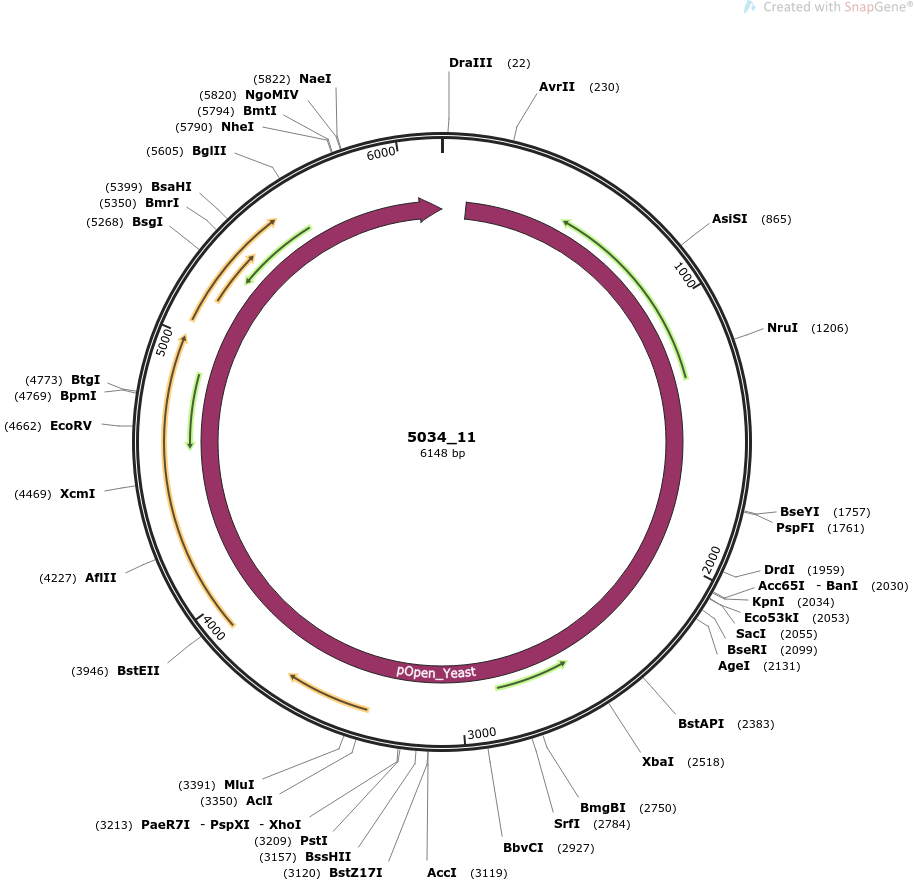 Created with SnapGene®
DraIII (22)
AvrII (230)
AsiSI (865)
1000
NruI (1206)
BseYI (1757)
PspFI (1761)
2000
DrdI (1959)
Acc65I - BanI (2030)
KpnI (2034)
Eco53kI (2053)
SacI (2055)
BseRI (2099)
AgeI (2131)
BstAPI (2383)
XbaI (2518)
BmgBI (2750)
SrfI (2784)
BbvCI (2927)
3000
AccI (3119)
(3120) BstZ17I
(3157) BssHII
(3209) PstI
(3213) PaeR7I - PspXI - XhoI
(3350) AclI
(3391) MluI
(3946) BstEII
4000
(4227) AflII
(4469) XcmI
(4662) EcoRV
(4769) BpmI
(4773) BtgI
5000
(5268) BsgI
(5350) BmrI
(5399) BsaHI
(5605) BglII
(5790) NheI
(5794) BmtI
(5820) NgoMIV
(5822) NaeI
6000
5034_11
6148 bp
pOpen_Yeast